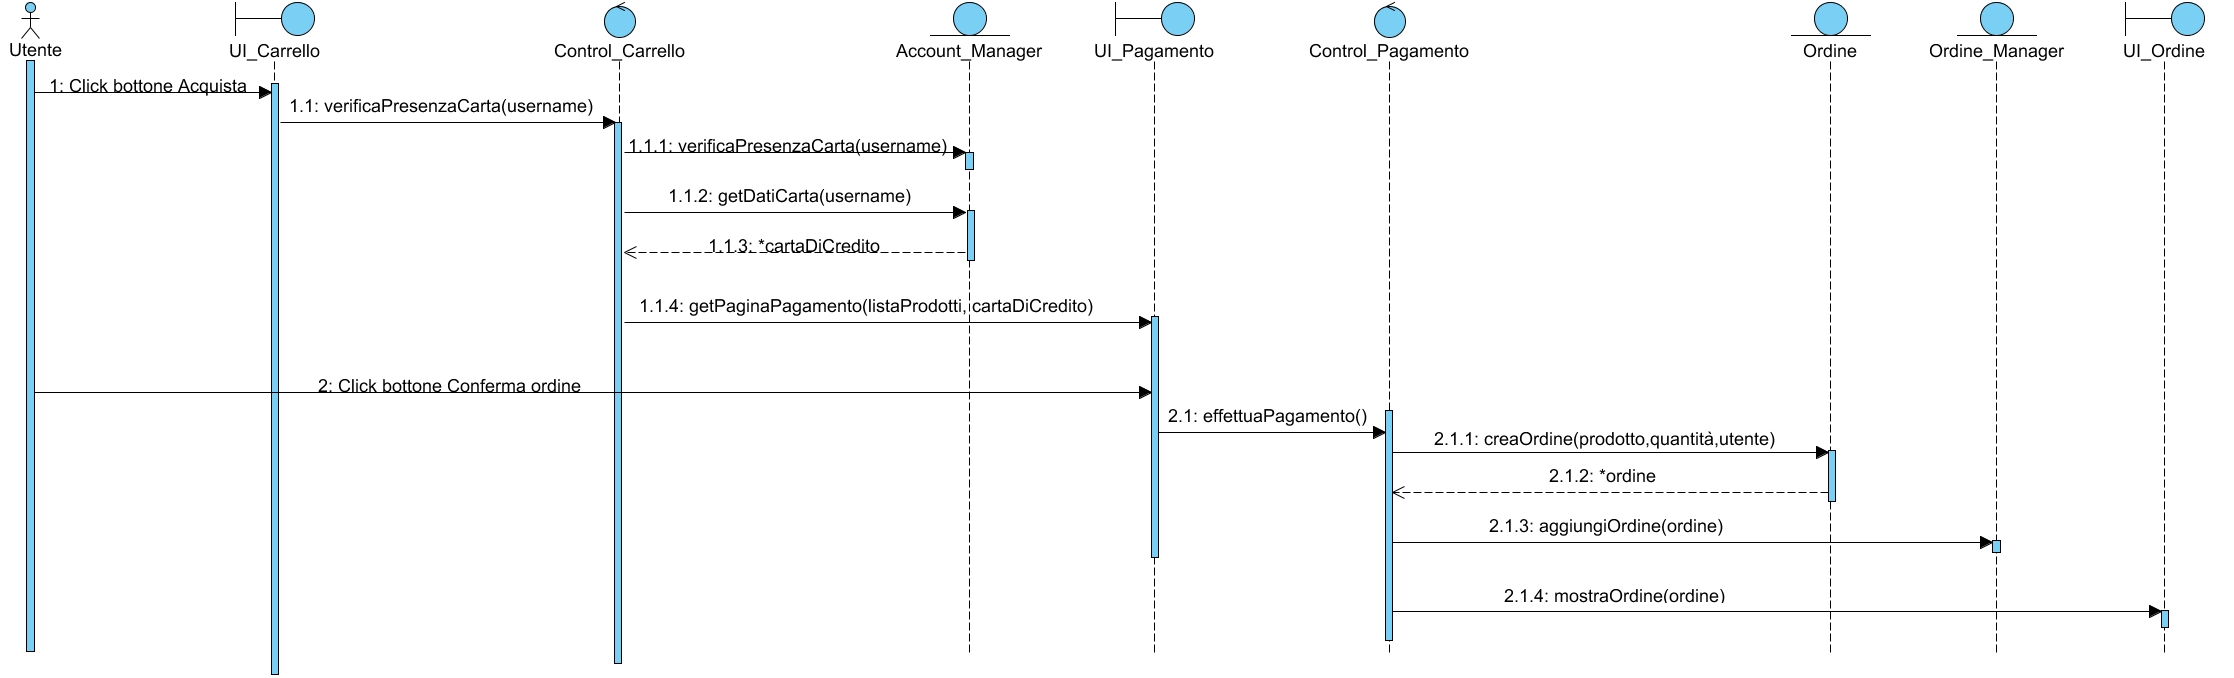 Utente
UI_Carrello
Control_Carrello
Account_Manager
UI_Pagamento
Control_Pagamento
Ordine
Ordine_Manager
UI_Ordine
1: Click bottone Acquista
1.1: verificaPresenzaCarta(username)
1.1.1: verificaPresenzaCarta(username)
1.1.2: getDatiCarta(username)
1.1.3: *cartaDiCredito
1.1.4: getPaginaPagamento(listaProdotti, cartaDiCredito)
2: Click bottone Conferma ordine
2.1: effettuaPagamento()
2.1.1: creaOrdine(prodotto,quantità,utente)
2.1.2: *ordine
2.1.3: aggiungiOrdine(ordine)
2.1.4: mostraOrdine(ordine)